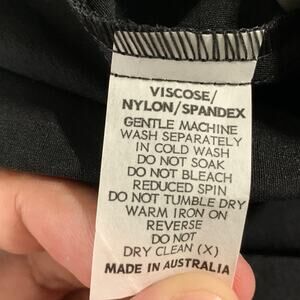 VISCOSE/
NYLON/SPANDEX
GENTLE MACHINE
WASH SEPARATELY
IN COLD WASH
DO NOT SOAK
DO NOT BLEACH
REDUCED SPIN
DO NOT TUMBLE DRY
WARM IRON ON
REVERSE
DO NOT
DRY CLEAN (X)
MADE IN AUSTRALIA